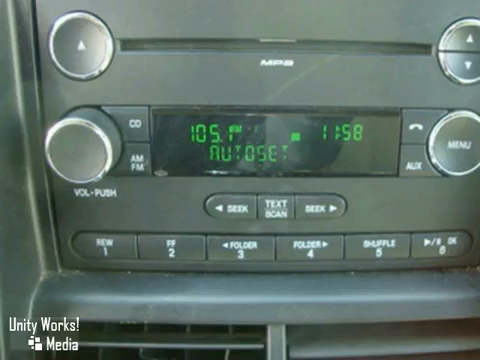 MP3
CD
105.1 FM 11:58
AUTOSET
AM
FM
AUX
MENU
VOL-PUSH
SEEK
TEXT
SCAN
SEEK
REW
1
FF
2
FOLDER
3
FOLDER
4
SHUFFLE
5
OK
6
Unity Works!
Media